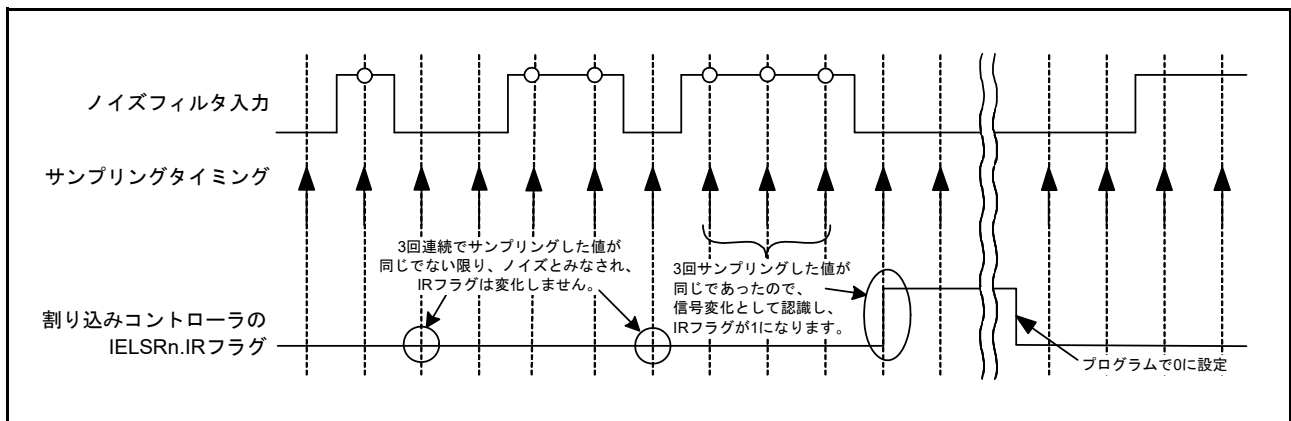 ノイズフィルタ入力
サンプリングタイミング
3回連続でサンプリングした値が
同じでない限り、ノイズとみなされ、
IRフラグは変化しません。
3回サンプリングした値が
同じであったので、
信号変化として認識し、
IRフラグが1になります。
割り込みコントローラの
IELSRn.IRフラグ
プログラムで0に設定